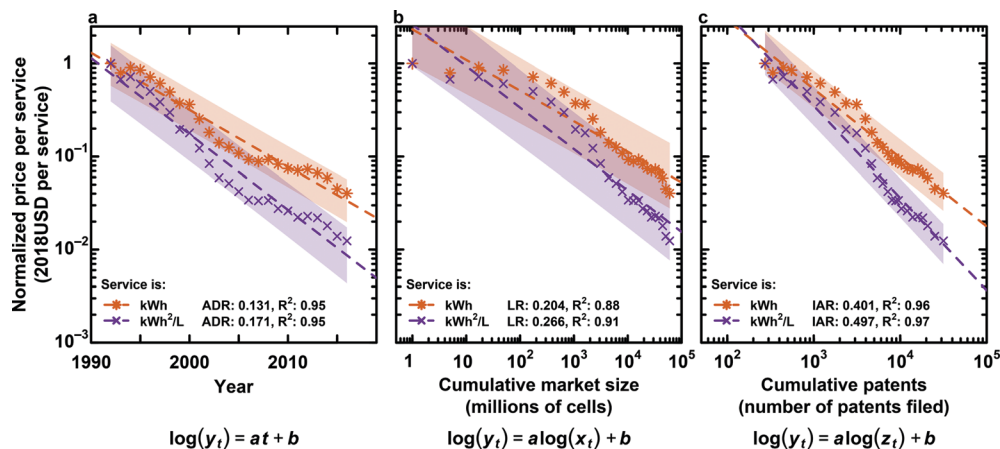 a
b
c
Normalized price per service
(2018USD per service)
1
10⁻¹
10⁻²
10⁻³
Service is:
kWh ADR: 0.131, R²: 0.95
kWh²/L ADR: 0.171, R²: 0.95
Service is:
kWh LR: 0.204, R²: 0.88
kWh²/L LR: 0.266, R²: 0.91
Service is:
kWh IAR: 0.401, R²: 0.96
kWh²/L IAR: 0.497, R²: 0.97
1990 2000 2010
1 10 10² 10³ 10⁴ 10⁵
10² 10³ 10⁴ 10⁵
Year
Cumulative market size
(millions of cells)
Cumulative patents
(number of patents filed)
log(yₜ) = at + b
log(yₜ) = alog(xₜ) + b
log(yₜ) = alog(zₜ) + b